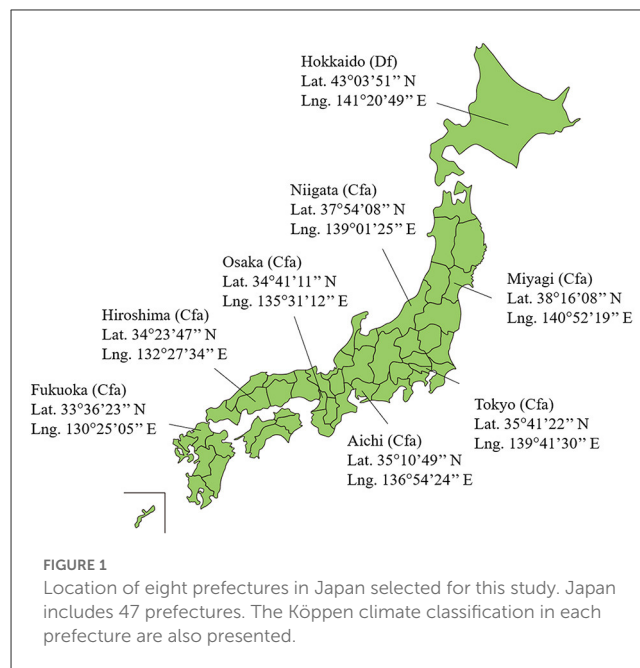 Hokkaido (Df)
Lat. 43°03’51’’ N
Lng. 141°20’49’’ E
Niigata (Cfa)
Lat. 37°54’08’’ N
Lng. 139°01’25’’ E
Osaka (Cfa)
Lat. 34°41’11’’ N
Lng. 135°31’12’’ E
Miyagi (Cfa)
Lat. 38°16’08’’ N
Lng. 140°52’19’’ E
Hiroshima (Cfa)
Lat. 34°23’47’’ N
Lng. 132°27’34’’ E
Fukuoka (Cfa)
Lat. 33°36’23’’ N
Lng. 130°25’05’’ E
Tokyo (Cfa)
Lat. 35°41’22’’ N
Lng. 139°41’30’’ E
Aichi (Cfa)
Lat. 35°10’49’’ N
Lng. 136°54’24’’ E
FIGURE 1
Location of eight prefectures in Japan selected for this study. Japan
includes 47 prefectures. The Köppen climate classification in each
prefecture are also presented.